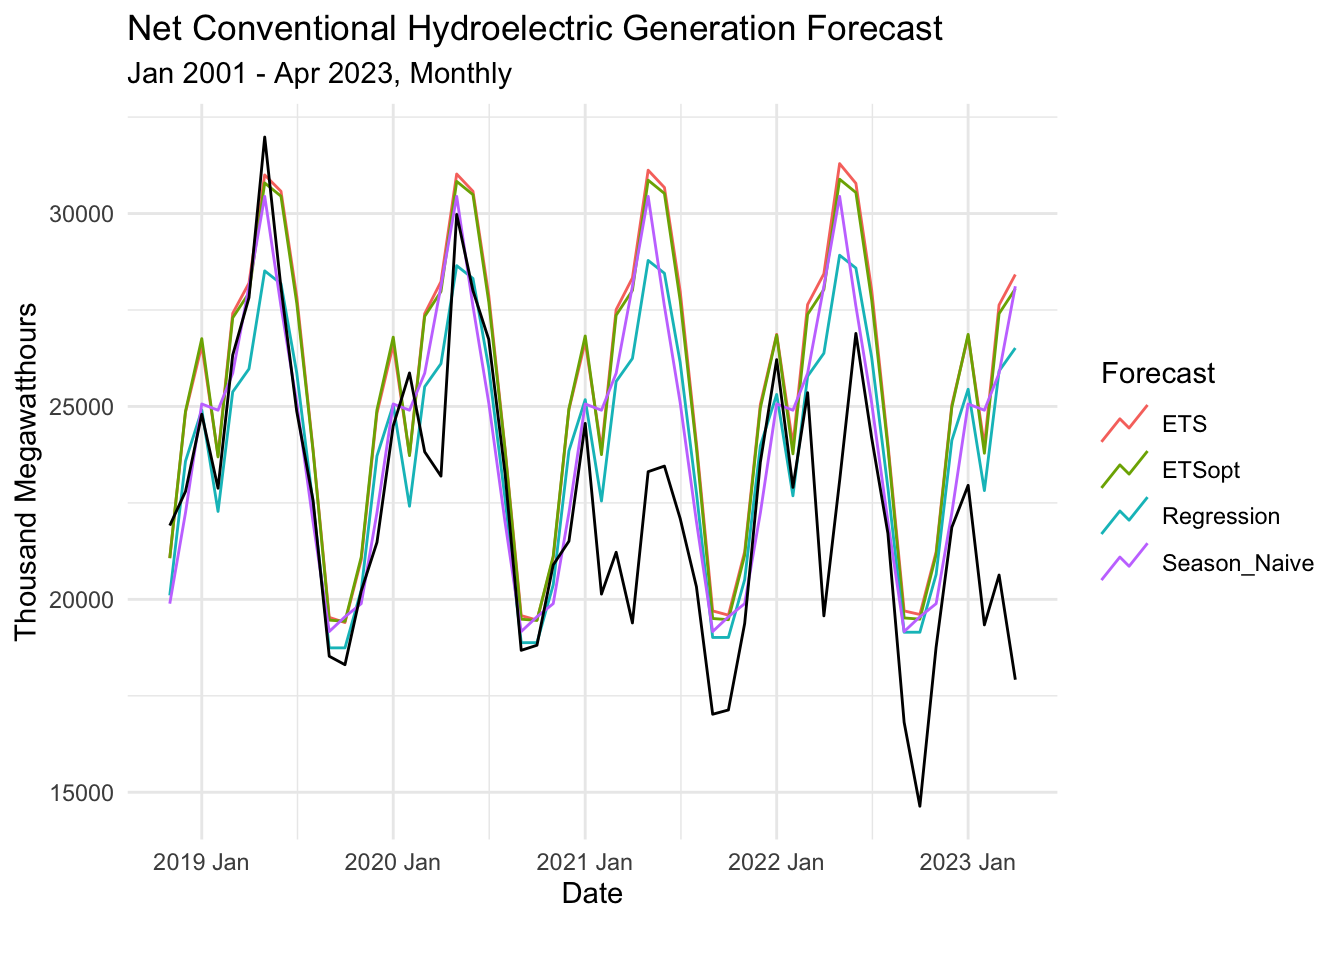 Net Conventional Hydroelectric Generation Forecast
Jan 2001 - Apr 2023, Monthly
Thousand Megawatthours
30000
25000
20000
15000
2019 Jan
2020 Jan
2021 Jan
2022 Jan
2023 Jan
Date
Forecast
ETS
ETSopt
Regression
Season_Naive